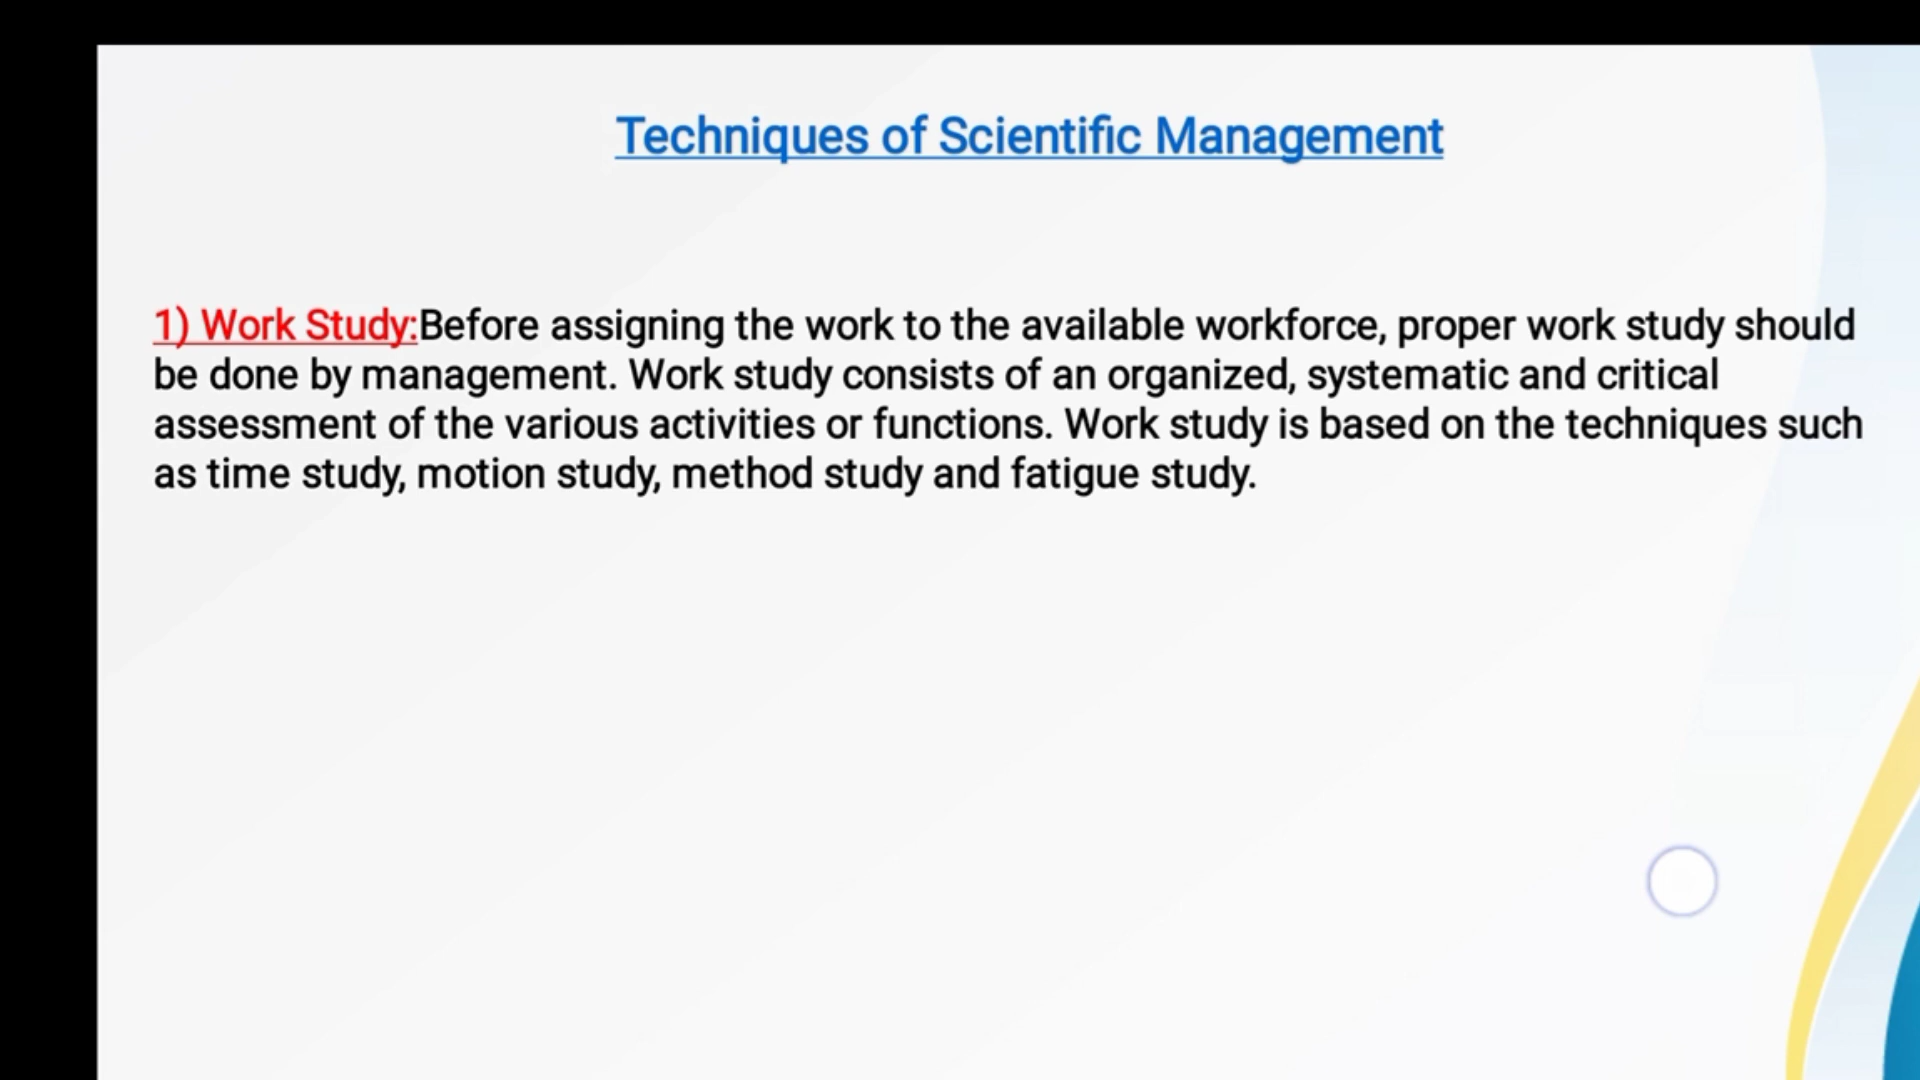 Techniques of Scientific Management
1) Work Study:Before assigning the work to the available workforce, proper work study should
be done by management. Work study consists of an organized, systematic and critical
assessment of the various activities or functions. Work study is based on the techniques such
as time study, motion study, method study and fatigue study.